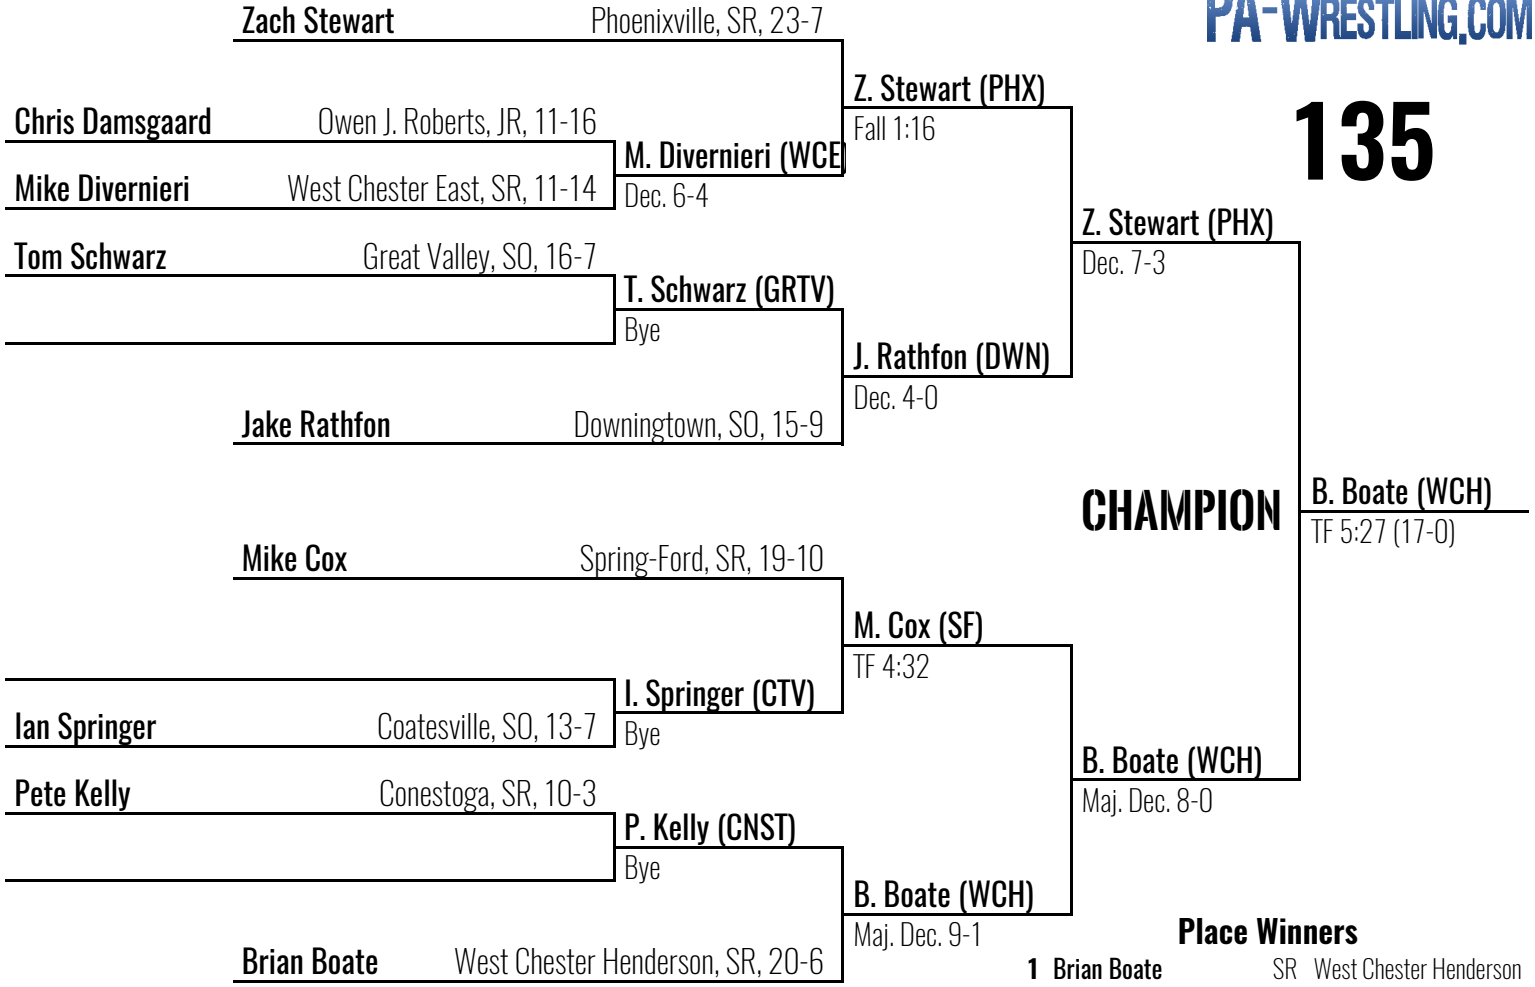 PA-WRESTLING.COM
135
Zach Stewart Phoenixville, SR, 23-7
Z. Stewart (PHX)
Fall 1:16
Chris Damsgaard Owen J. Roberts, JR, 11-16
M. Divernieri (WCE)
Dec. 6-4
Mike Divernieri West Chester East, SR, 11-14
Z. Stewart (PHX)
Dec. 7-3
Tom Schwarz Great Valley, SO, 16-7
T. Schwarz (GRTV)
Bye
J. Rathfon (DWN)
Dec. 4-0
Jake Rathfon Downingtown, SO, 15-9
CHAMPION
B. Boate (WCH)
TF 5:27 (17-0)
Mike Cox Spring-Ford, SR, 19-10
M. Cox (SF)
TF 4:32
I. Springer (CTV)
Bye
Ian Springer Coatesville, SO, 13-7
B. Boate (WCH)
Maj. Dec. 8-0
Pete Kelly Conestoga, SR, 10-3
P. Kelly (CNST)
Bye
B. Boate (WCH)
Maj. Dec. 9-1
Brian Boate West Chester Henderson, SR, 20-6
Place Winners
1 Brian Boate SR West Chester Henderson